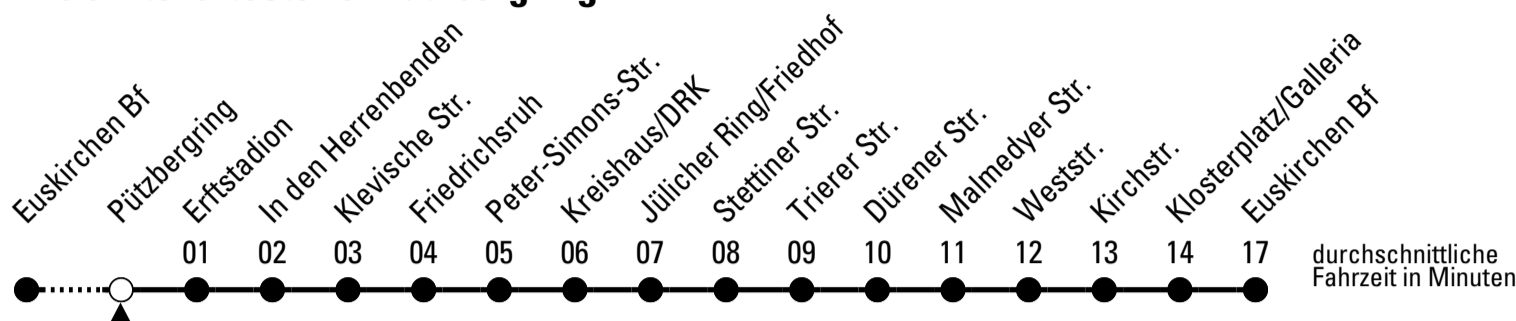 Euskirchen Bf
Pützbergring
Erftstadion
In den Herrenbenden
Klevische Str.
Friedrichsruh
Peter-Simons-Str.
Kreishaus/DRK
Jülicher Ring/Friedhof
Stettiner Str.
Trierer Str.
Dürener Str.
Malmedyer Str.
Weststr.
Kirchstr.
Klosterplatz/Galleria
Euskirchen Bf
01 02 03 04 05 06 07 08 09 10 11 12 13 14 17
durchschnittliche
Fahrzeit in Minuten